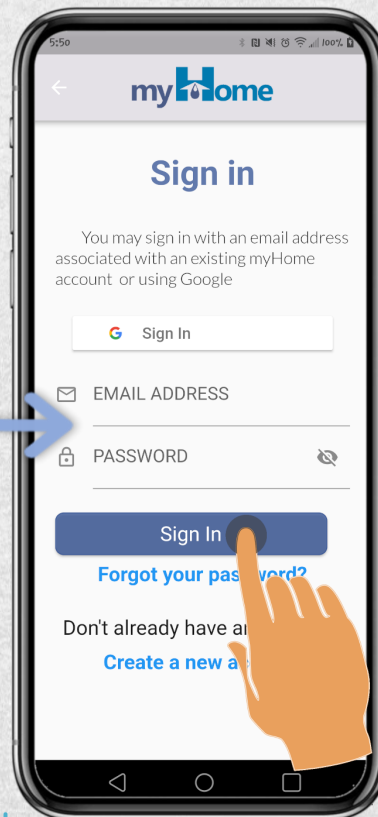 5:50 100%
myHome
Sign in
You may sign in with an email address
associated with an existing myHome
account or using Google
G Sign In
EMAIL ADDRESS
PASSWORD
Sign In
Forgot your
Don't already have
Create a new